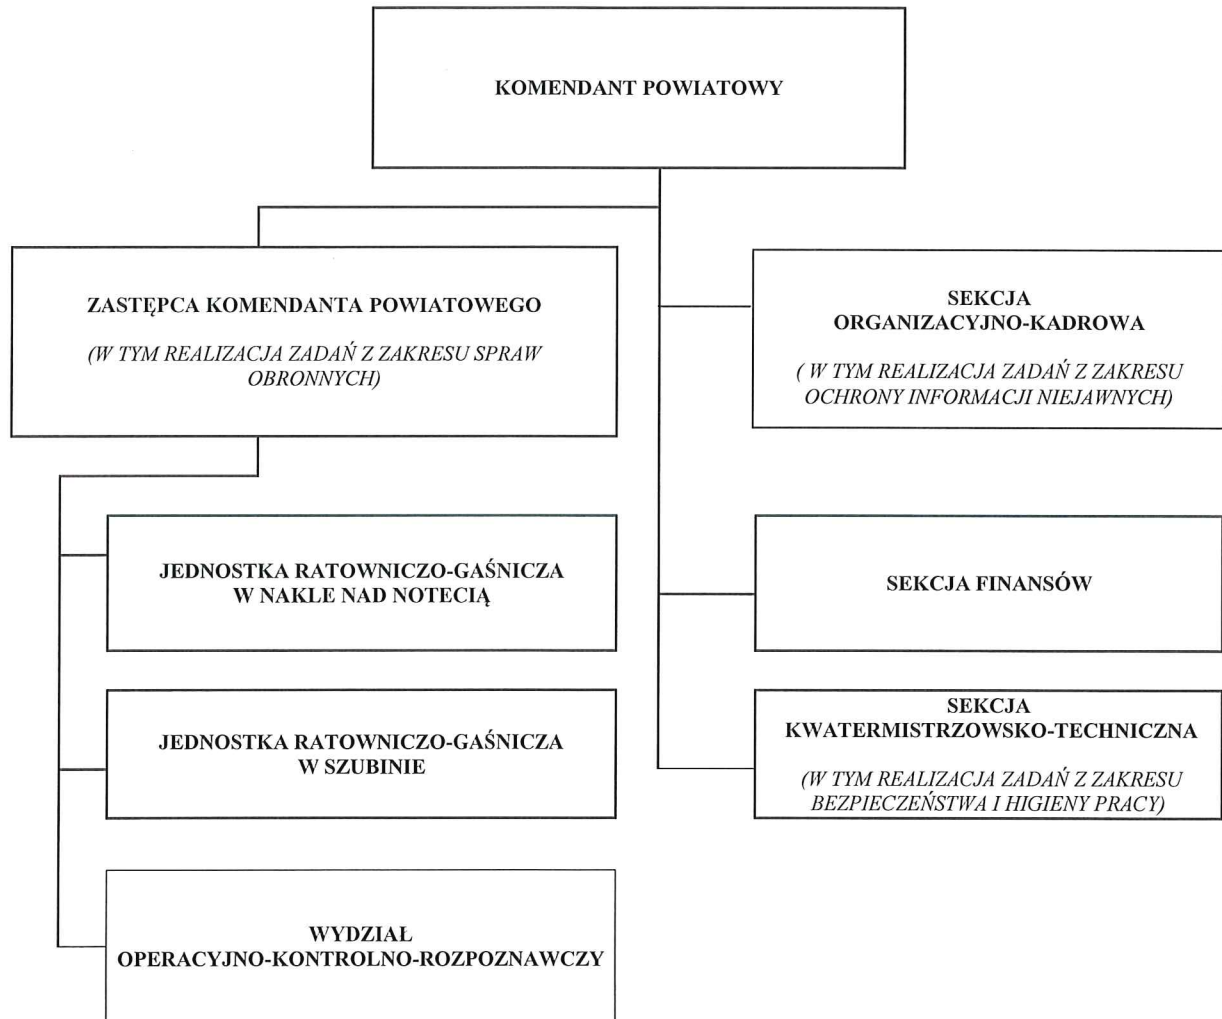 KOMENDANT POWIATOWY
ZASTĘPCA KOMENDANTA POWIATOWEGO
(W TYM REALIZACJA ZADAŃ Z ZAKRESU SPRAW
OBRONNYCH)
SEKCJA
ORGANIZACYJNO-KADROWA
( W TYM REALIZACJA ZADAŃ Z ZAKRESU
OCHRONY INFORMACJI NIEJAWNYCH)
JEDNOSTKA RATOWNICZO-GAŚNICZA
W NAKLE NAD NOTECIĄ
SEKCJA FINANSÓW
JEDNOSTKA RATOWNICZO-GAŚNICZA
W SZUBINIE
SEKCJA
KWATERMISTRZOWSKO-TECHNICZNA
(W TYM REALIZACJA ZADAŃ Z ZAKRESU
BEZPIECZEŃSTWA I HIGIENY PRACY)
WYDZIAŁ
OPERACYJNO-KONTROLNO-ROZPOZNAWCZY